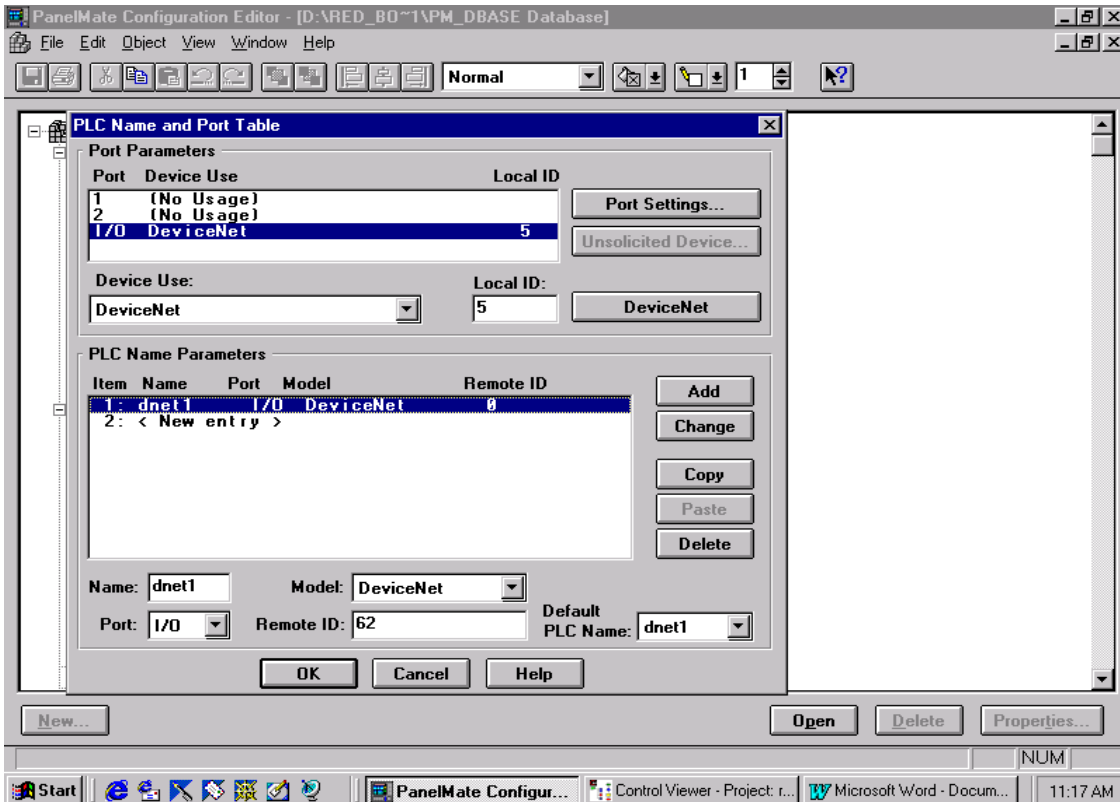 PanelMate Configuration Editor - [D:\RED_BO~1\PM_DBASE Database]
File Edit Object View Window Help
Normal 1
PLC Name and Port Table
Port Parameters
Port Device Use Local ID
1 (No Usage)
2 (No Usage)
I/O DeviceNet 5
Port Settings...
Unsolicited Device...
Device Use: Local ID:
DeviceNet 5 DeviceNet
PLC Name Parameters
Item Name Port Model Remote ID
1: dnet1 I/O DeviceNet 0
2: < New entry >
Add
Change
Copy
Paste
Delete
Name: dnet1 Model: DeviceNet
Port: I/O Remote ID: 62 Default PLC Name: dnet1
OK Cancel Help
New... Open Delete Properties...
NUM
Start PanelMate Configur... Control Viewer - Project: r... Microsoft Word - Docum... 11:17 AM